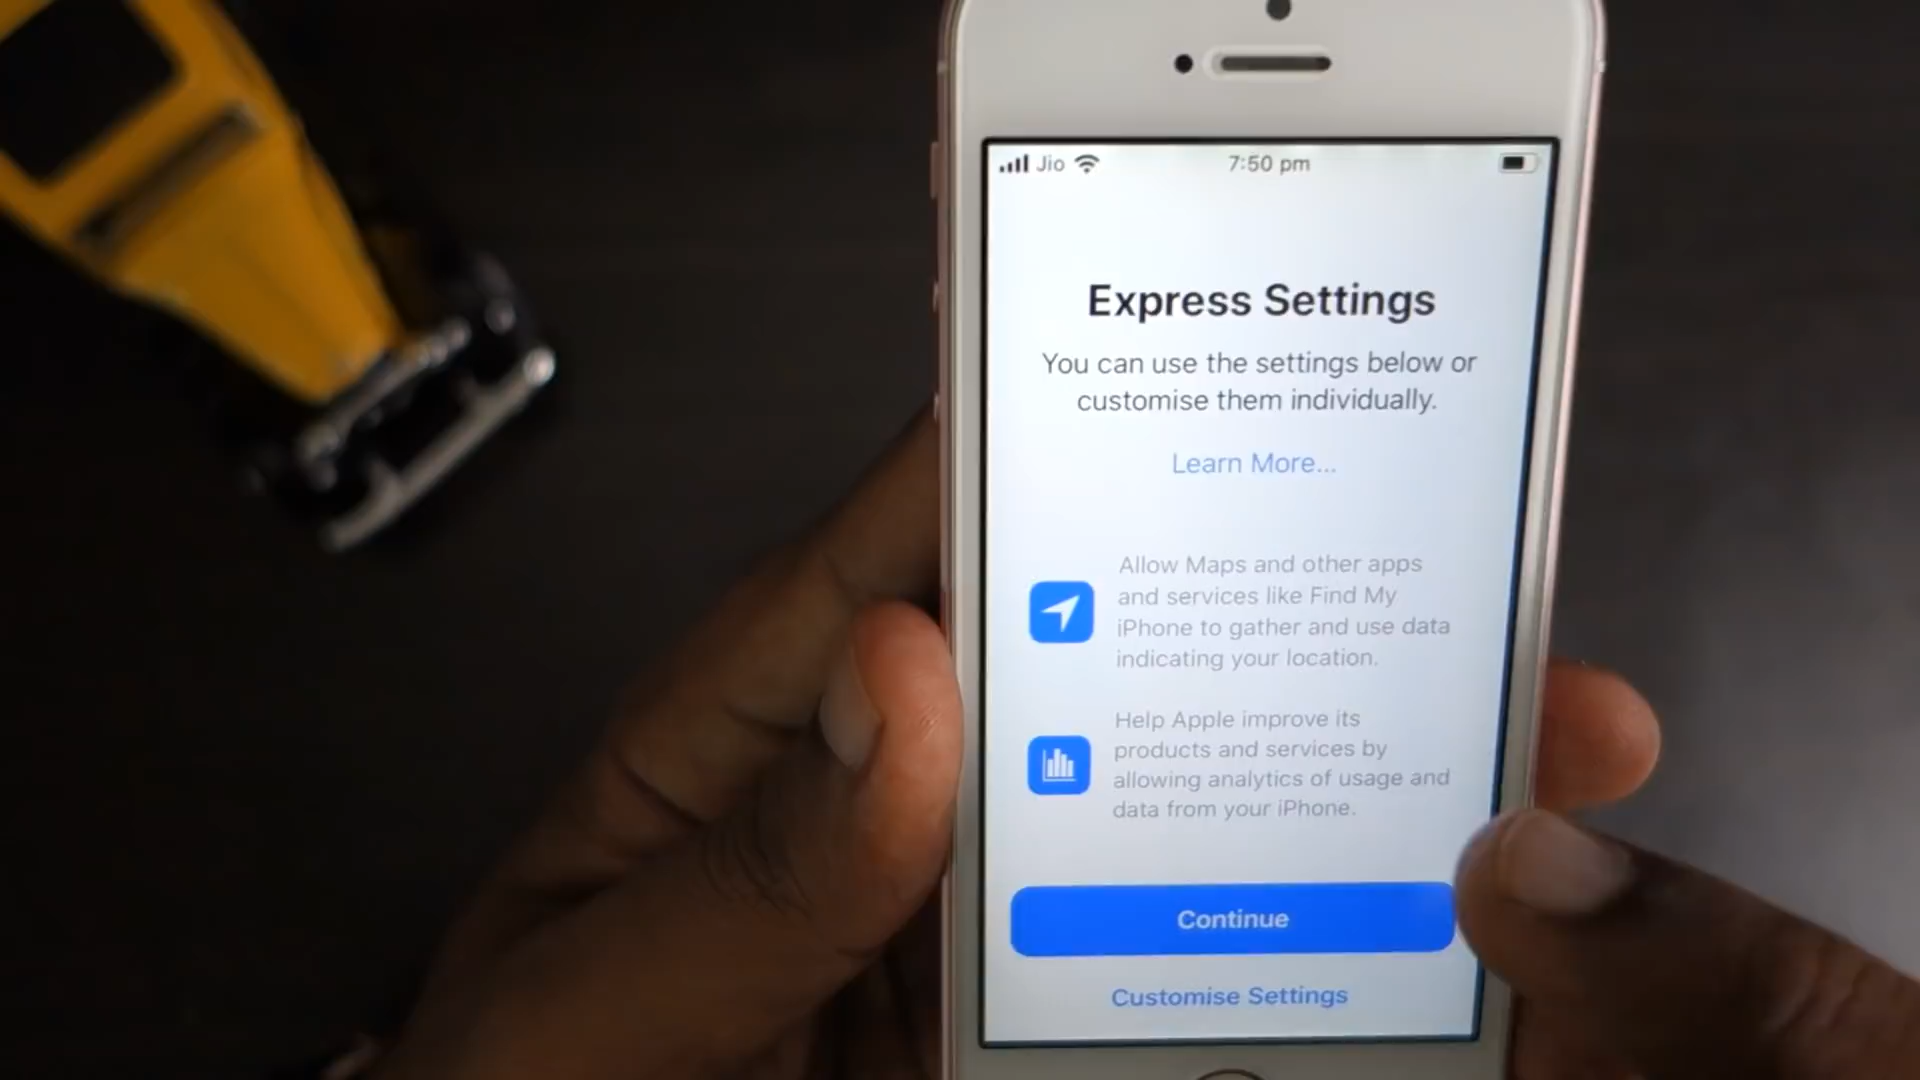 Jio 7:50 pm
Express Settings
You can use the settings below or
customise them individually.
Learn More...
Allow Maps and other apps
and services like Find My
iPhone to gather and use data
indicating your location.
Help Apple improve its
products and services by
allowing analytics of usage and
data from your iPhone.
Continue
Customise Settings